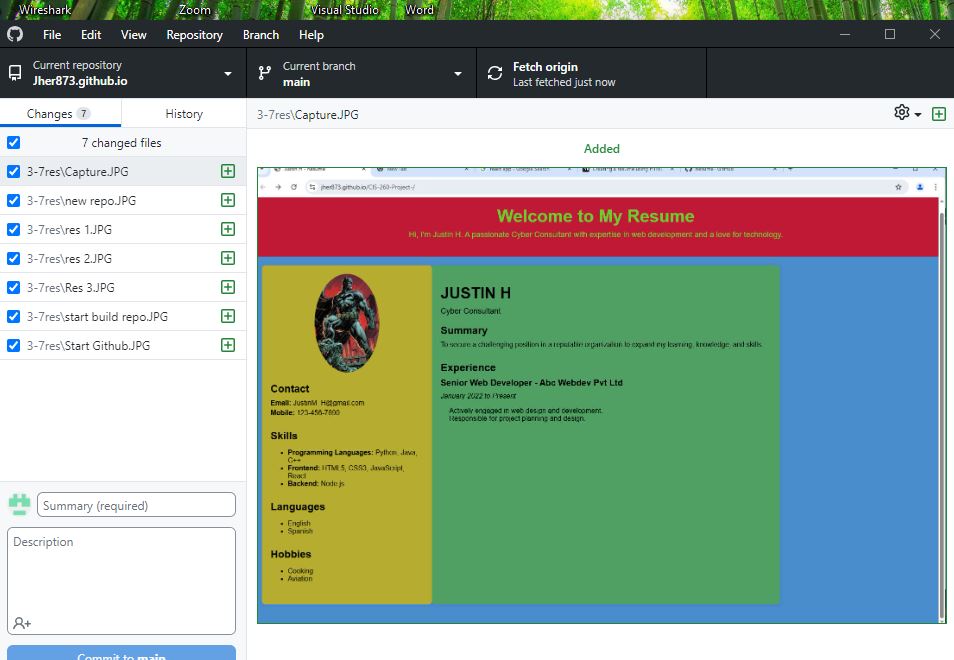 Wireshark Zoom Visual Studio Word
File Edit View Repository Branch Help
Current repository
Jher873.github.io
Current branch
main
Fetch origin
Last fetched just now
Changes 7 History
7 changed files
3-7res\Capture.JPG
3-7res\new repo.JPG
3-7res\res 1.JPG
3-7res\res 2.JPG
3-7res\Res 3.JPG
3-7res\start build repo.JPG
3-7res\Start Github.JPG
Summary (required)
Description
Commit to main
3-7res\Capture.JPG
Added
jher873.github.io/CIS-260-Project-/
Welcome to My Resume
Hi, I'm Justin H. A passionate Cyber Consultant with expertise in web development and a love for technology.
Contact
Email: JustinM_H@gmail.com
Mobile: 123-456-7890
Skills
Programming Languages: Python, Java,
C++
Frontend: HTML5, CSS3, JavaScript,
React
Backend: Node.js
Languages
English
Spanish
Hobbies
Cooking
Aviation
JUSTIN H
Cyber Consultant
Summary
To secure a challenging position in a reputable organization to expand my learning, knowledge, and skills.
Experience
Senior Web Developer - Abc Webdev Pvt Ltd
January 2022 to Present
Actively engaged in web design and development.
Responsible for project planning and design.